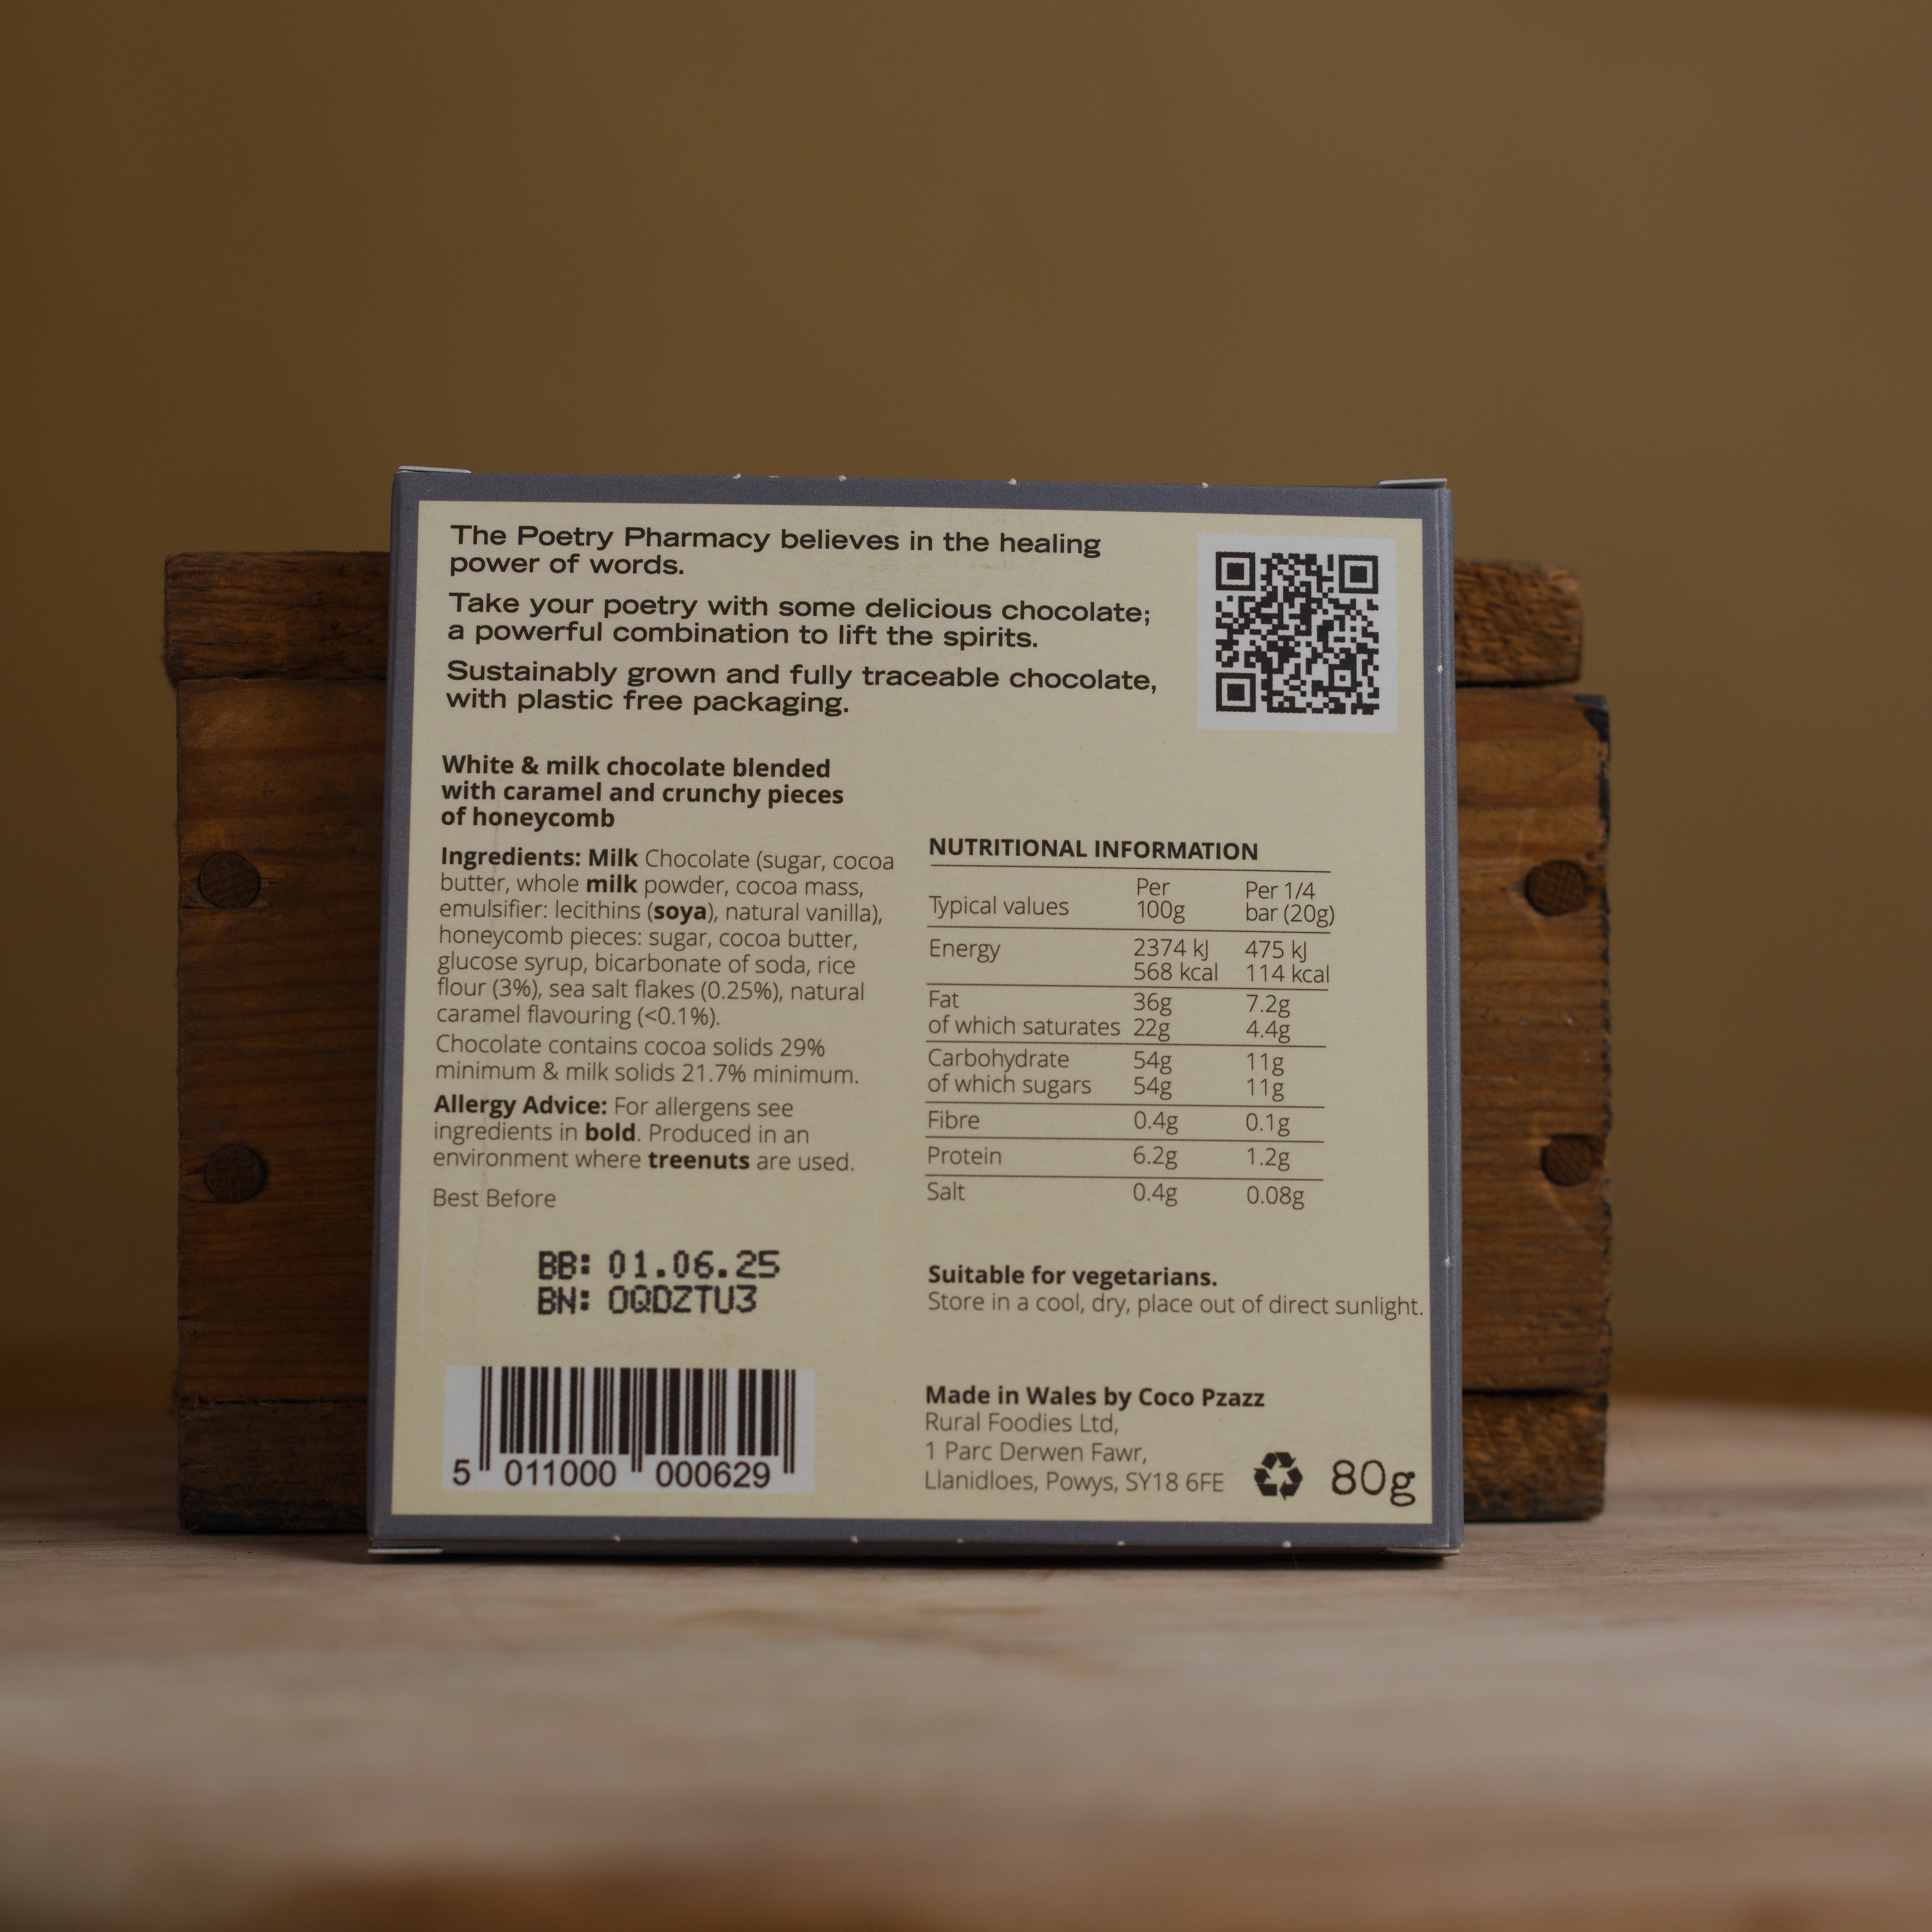 The Poetry Pharmacy believes in the healing
power of words.
Take your poetry with some delicious chocolate;
a powerful combination to lift the spirits.
Sustainably grown and fully traceable chocolate,
with plastic free packaging.
White & milk chocolate blended
with caramel and crunchy pieces
of honeycomb
Ingredients: Milk Chocolate (sugar, cocoa
butter, whole milk powder, cocoa mass,
emulsifier: lecithins (soya), natural vanilla),
honeycomb pieces: sugar, cocoa butter,
glucose syrup, bicarbonate of soda, rice
flour (3%), sea salt flakes (0.25%), natural
caramel flavouring (<0.1%).
Chocolate contains cocoa solids 29%
minimum & milk solids 21.7% minimum.
Allergy Advice: For allergens see
ingredients in bold. Produced in an
environment where treenuts are used.
Best Before
BB: 01.06.25
BN: OQDZTU3
5 011000 000629
NUTRITIONAL INFORMATION
Typical values Per 100g Per 1/4 bar (20g)
Energy 2374 kJ 475 kJ
568 kcal 114 kcal
Fat 36g 7.2g
of which saturates 22g 4.4g
Carbohydrate 54g 11g
of which sugars 54g 11g
Fibre 0.4g 0.1g
Protein 6.2g 1.2g
Salt 0.4g 0.08g
Suitable for vegetarians.
Store in a cool, dry, place out of direct sunlight.
Made in Wales by Coco Pzazz
Rural Foodies Ltd,
1 Parc Derwen Fawr,
Llanidloes, Powys, SY18 6FE
80g